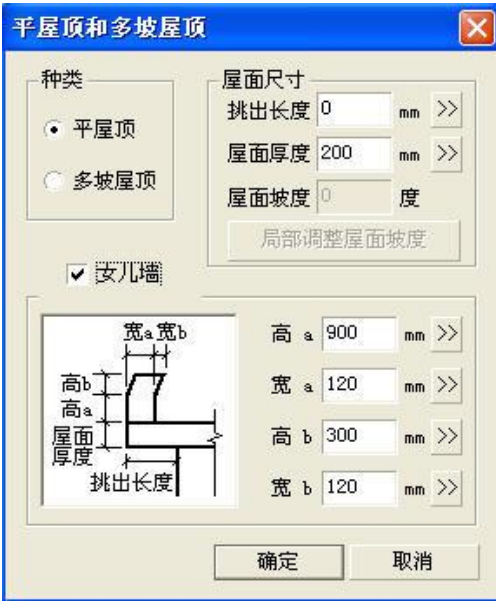 平屋顶和多坡屋顶
种类
平屋顶
多坡屋顶
屋面尺寸
挑出长度 0 mm >>
屋面厚度 200 mm >>
屋面坡度 0 度
局部调整屋面坡度
女儿墙
宽a 宽b
高b
高a
屋面
厚度
挑出长度
高 a 900 mm >>
宽 a 120 mm >>
高 b 300 mm >>
宽 b 120 mm >>
确定 取消